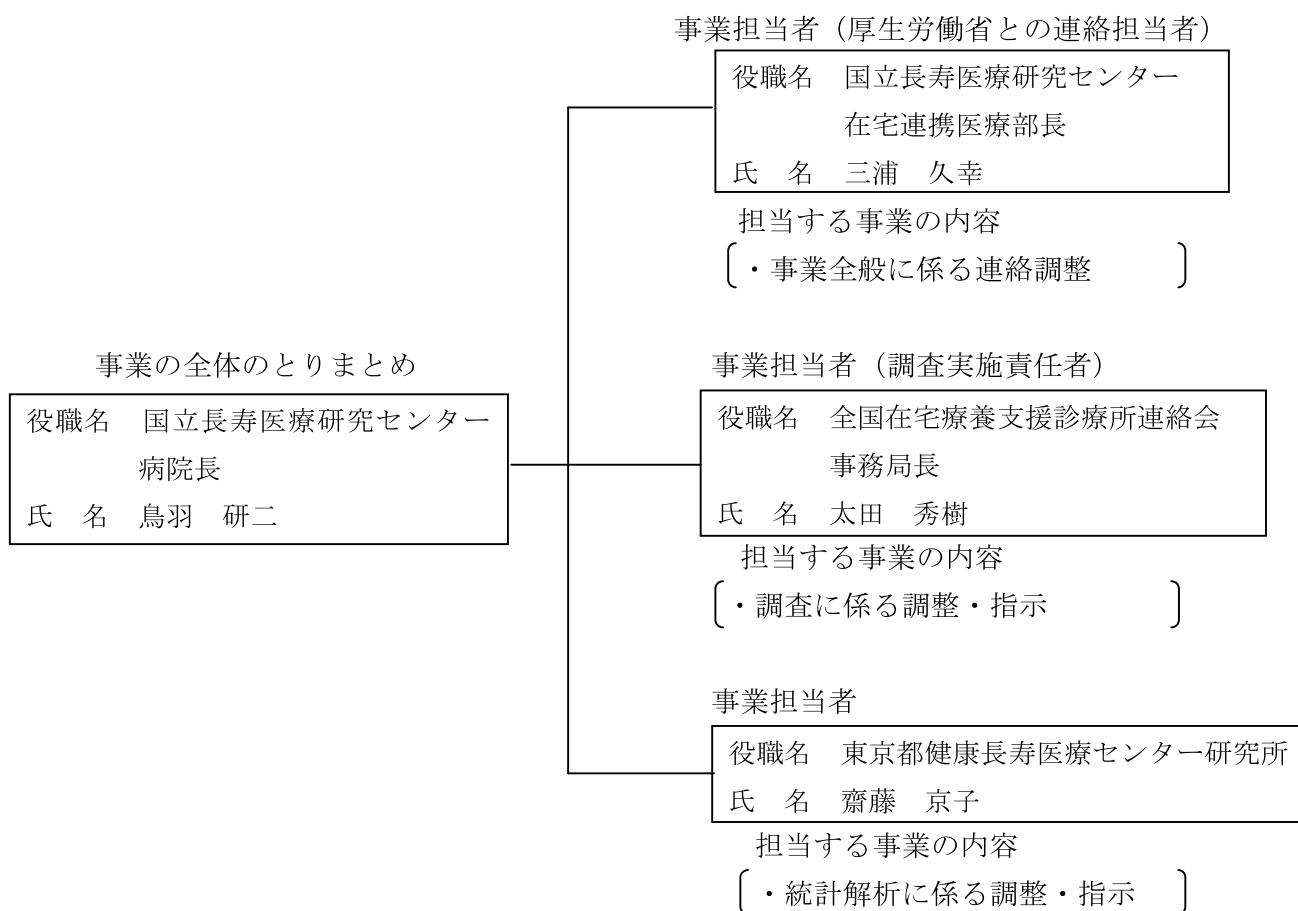 事業担当者（厚生労働省との連絡担当者）
役職名　国立長寿医療研究センター
在宅連携医療部長
氏　名　三浦　久幸
担当する事業の内容
・事業全般に係る連絡調整
事業の全体のとりまとめ
役職名　国立長寿医療研究センター
病院長
氏　名　鳥羽　研二
事業担当者（調査実施責任者）
役職名　全国在宅療養支援診療所連絡会
事務局長
氏　名　太田　秀樹
担当する事業の内容
・調査に係る調整・指示
事業担当者
役職名　東京都健康長寿医療センター研究所
氏　名　齋藤　京子
担当する事業の内容
・統計解析に係る調整・指示